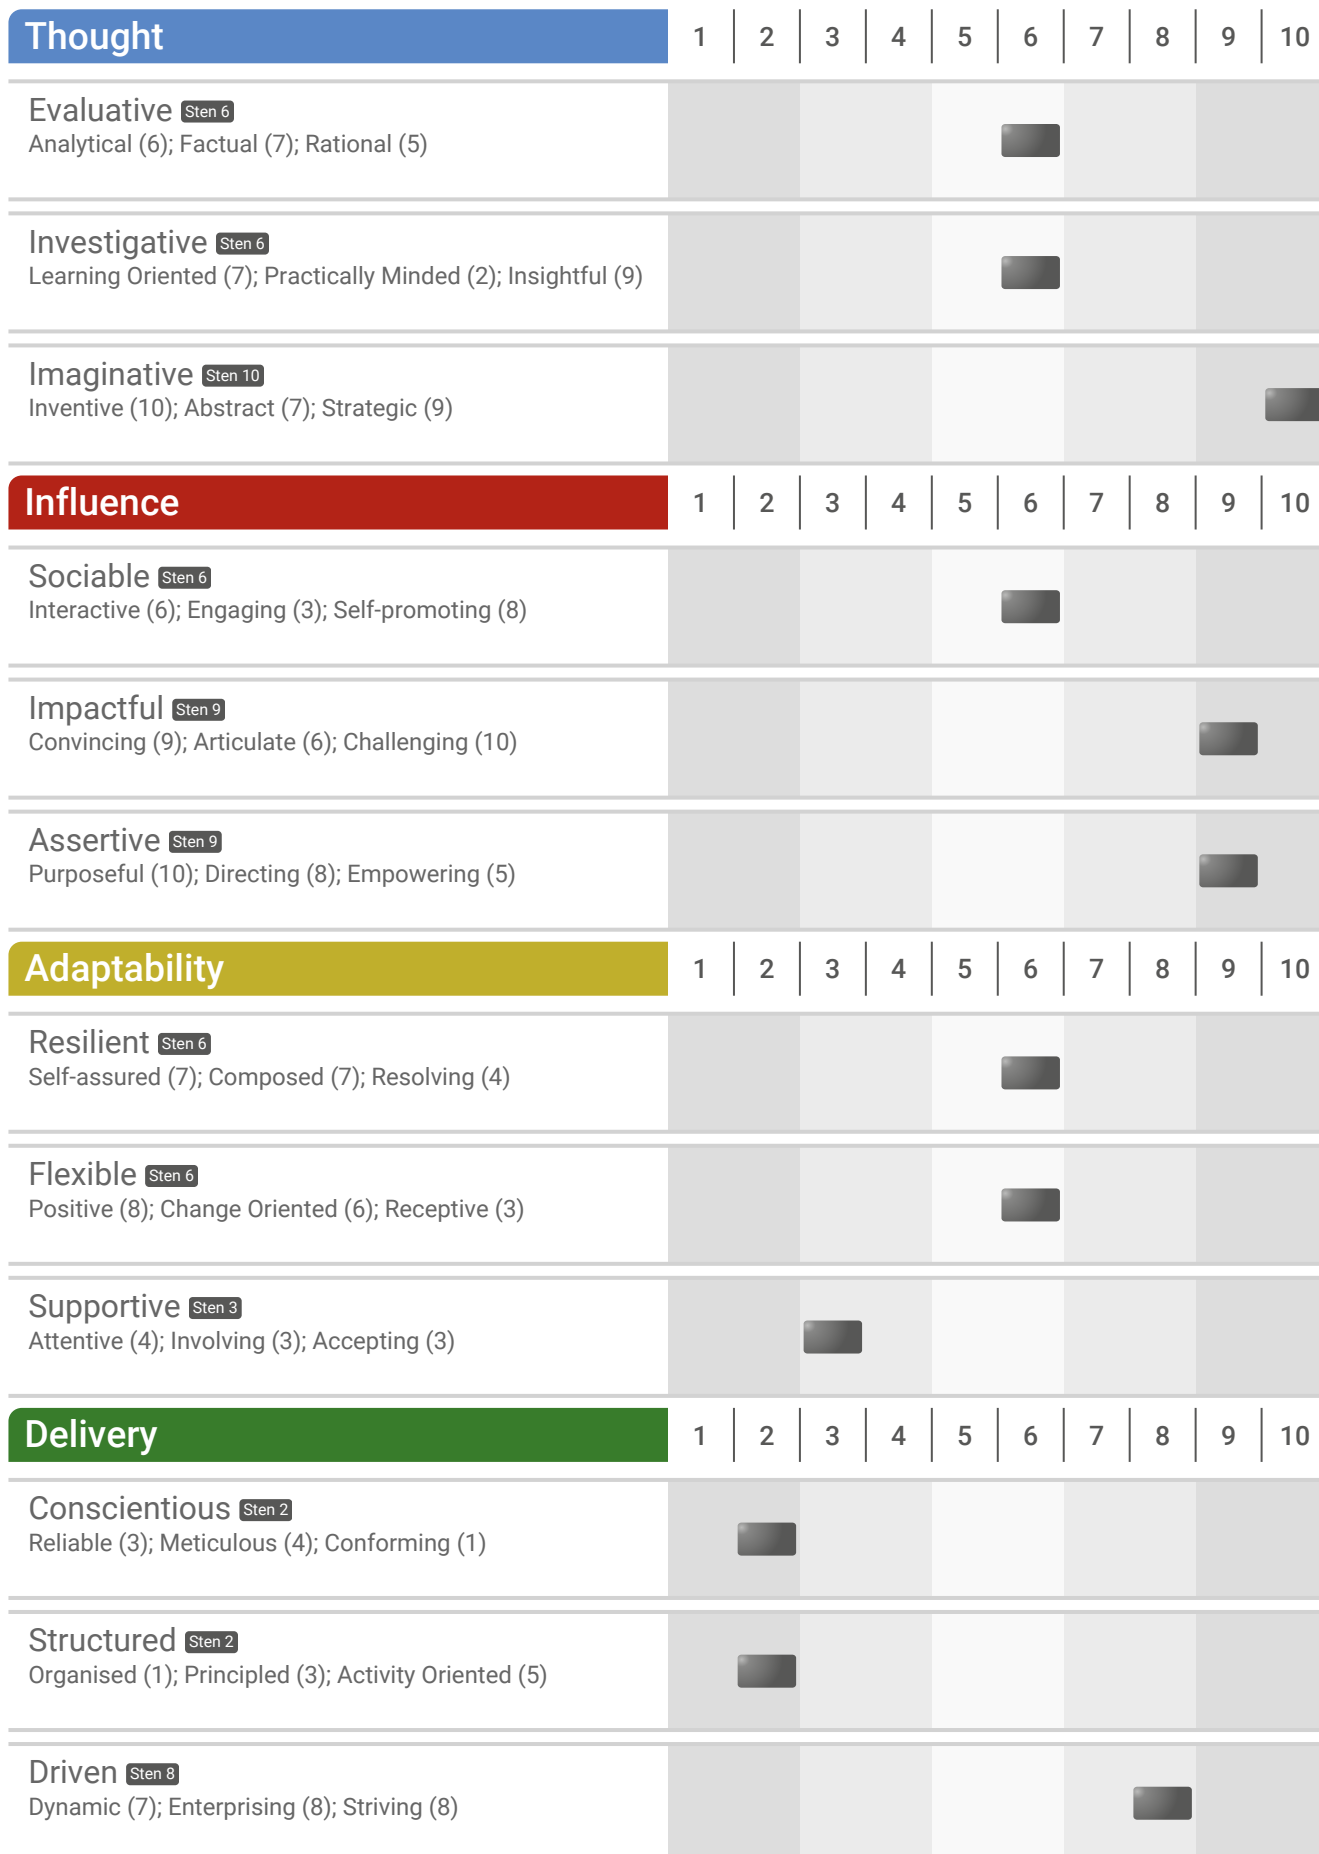 Thought 1 2 3 4 5 6 7 8 9 10
Evaluative Sten 6
Analytical (6); Factual (7); Rational (5)
Investigative Sten 6
Learning Oriented (7); Practically Minded (2); Insightful (9)
Imaginative Sten 10
Inventive (10); Abstract (7); Strategic (9)
Influence 1 2 3 4 5 6 7 8 9 10
Sociable Sten 6
Interactive (6); Engaging (3); Self-promoting (8)
Impactful Sten 9
Convincing (9); Articulate (6); Challenging (10)
Assertive Sten 9
Purposeful (10); Directing (8); Empowering (5)
Adaptability 1 2 3 4 5 6 7 8 9 10
Resilient Sten 6
Self-assured (7); Composed (7); Resolving (4)
Flexible Sten 6
Positive (8); Change Oriented (6); Receptive (3)
Supportive Sten 3
Attentive (4); Involving (3); Accepting (3)
Delivery 1 2 3 4 5 6 7 8 9 10
Conscientious Sten 2
Reliable (3); Meticulous (4); Conforming (1)
Structured Sten 2
Organised (1); Principled (3); Activity Oriented (5)
Driven Sten 8
Dynamic (7); Enterprising (8); Striving (8)